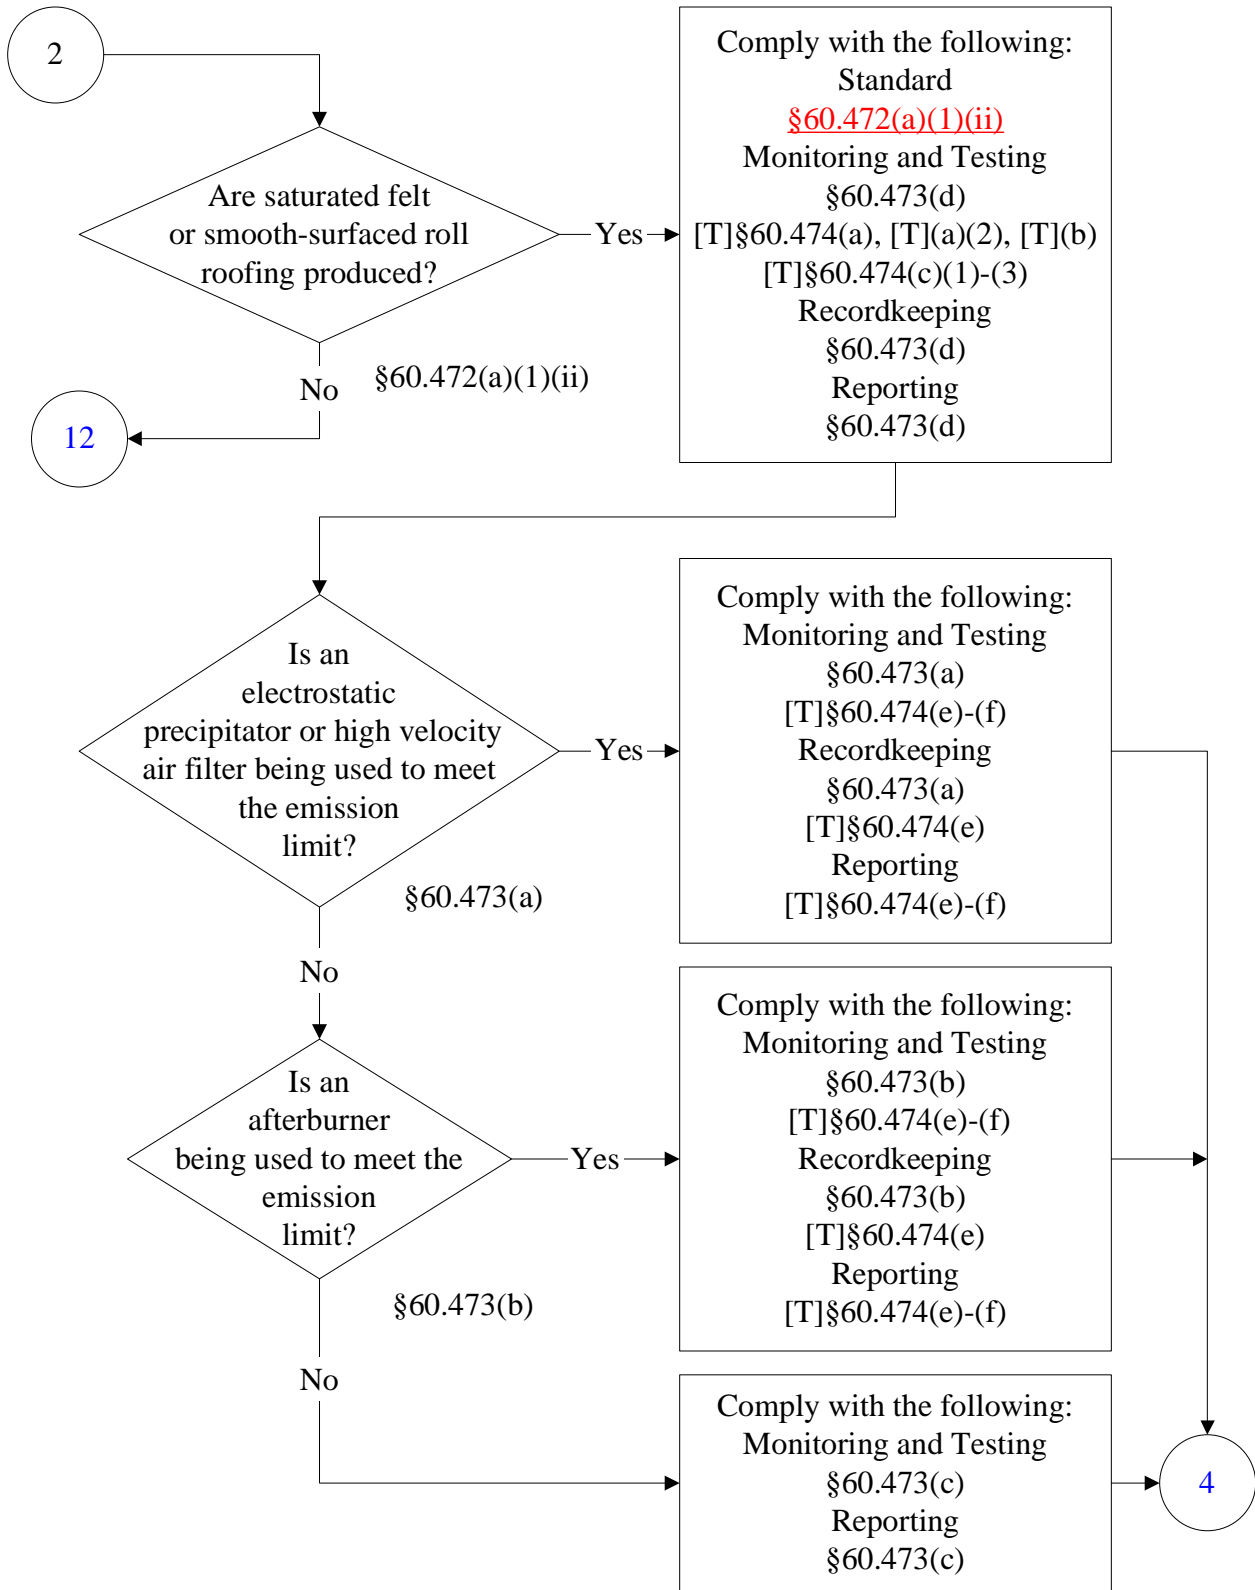 2
Are saturated felt
or smooth-surfaced roll
roofing produced?
Yes
No
§60.472(a)(1)(ii)
12
Comply with the following:
Standard
§60.472(a)(1)(ii)
Monitoring and Testing
§60.473(d)
[T]§60.474(a), [T](a)(2), [T](b)
[T]§60.474(c)(1)-(3)
Recordkeeping
§60.473(d)
Reporting
§60.473(d)
Is an
electrostatic
precipitator or high velocity
air filter being used to meet
the emission
limit?
Yes
§60.473(a)
No
Comply with the following:
Monitoring and Testing
§60.473(a)
[T]§60.474(e)-(f)
Recordkeeping
§60.473(a)
[T]§60.474(e)
Reporting
[T]§60.474(e)-(f)
Is an
afterburner
being used to meet the
emission
limit?
Yes
§60.473(b)
No
Comply with the following:
Monitoring and Testing
§60.473(b)
[T]§60.474(e)-(f)
Recordkeeping
§60.473(b)
[T]§60.474(e)
Reporting
[T]§60.474(e)-(f)
Comply with the following:
Monitoring and Testing
§60.473(c)
Reporting
§60.473(c)
4